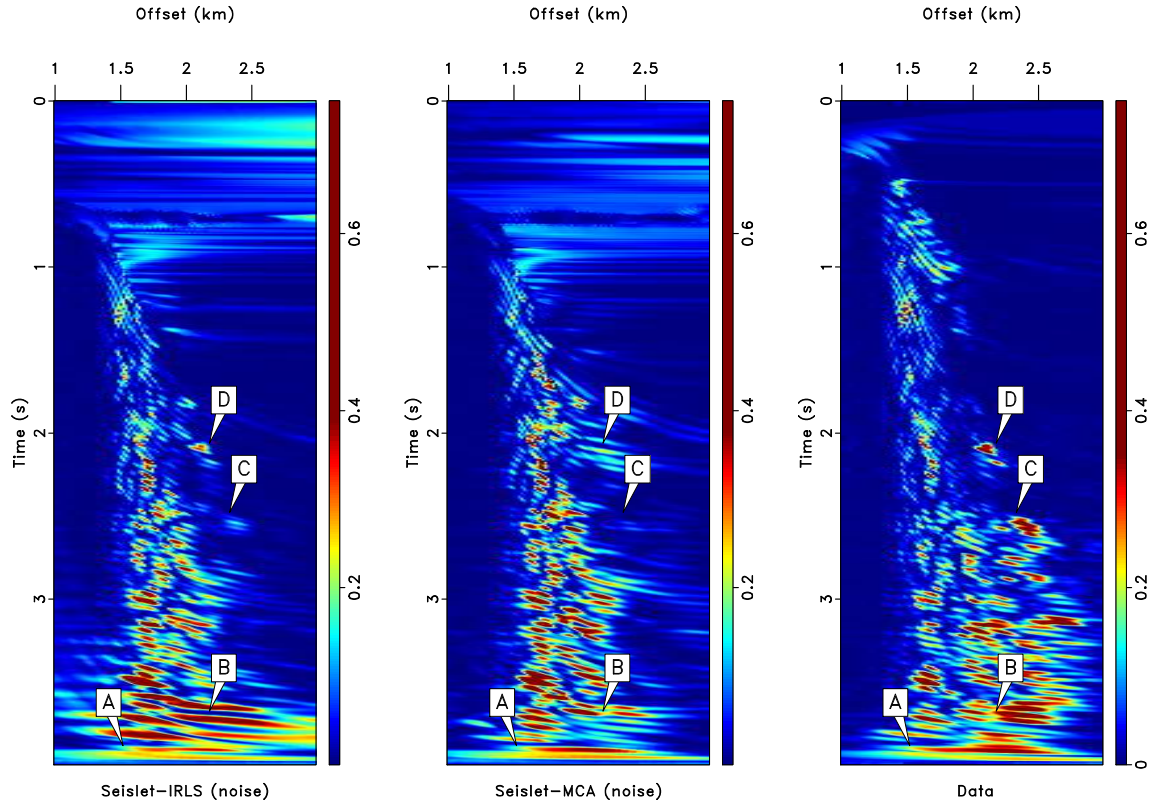 Offset (km) Offset (km) Offset (km)
1 1.5 2 2.5 1 1.5 2 2.5 1 1.5 2 2.5
0 0 0
0.6 0.6 0.6
1 1 1
D D D
0.4 0.4 0.4
Time (s) Time (s) Time (s)
2 2 2
C C C
0.2 0.2 0.2
3 3 3
B B B
A A A
0
Seislet-IRLS (noise) Seislet-MCA (noise) Data